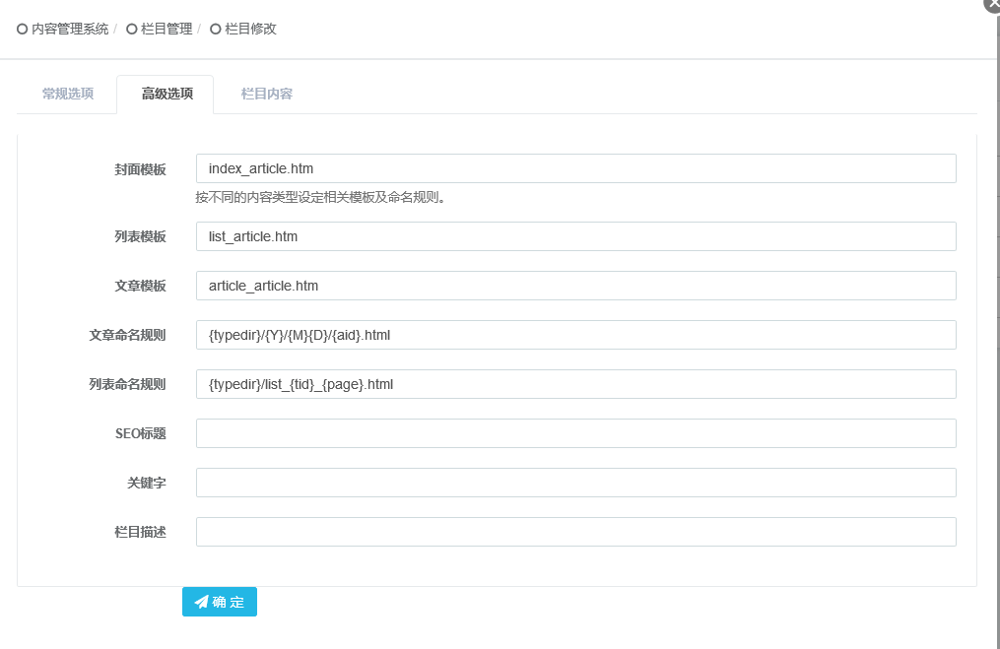 内容管理系统 / 栏目管理 / 栏目修改
常规选项 高级选项 栏目内容
封面模板 index_article.htm
按不同的内容类型设定相关模板及命名规则。
列表模板 list_article.htm
文章模板 article_article.htm
文章命名规则 {typedir}/{Y}/{M}{D}/{aid}.html
列表命名规则 {typedir}/list_{tid}_{page}.html
SEO标题
关键字
栏目描述
确 定